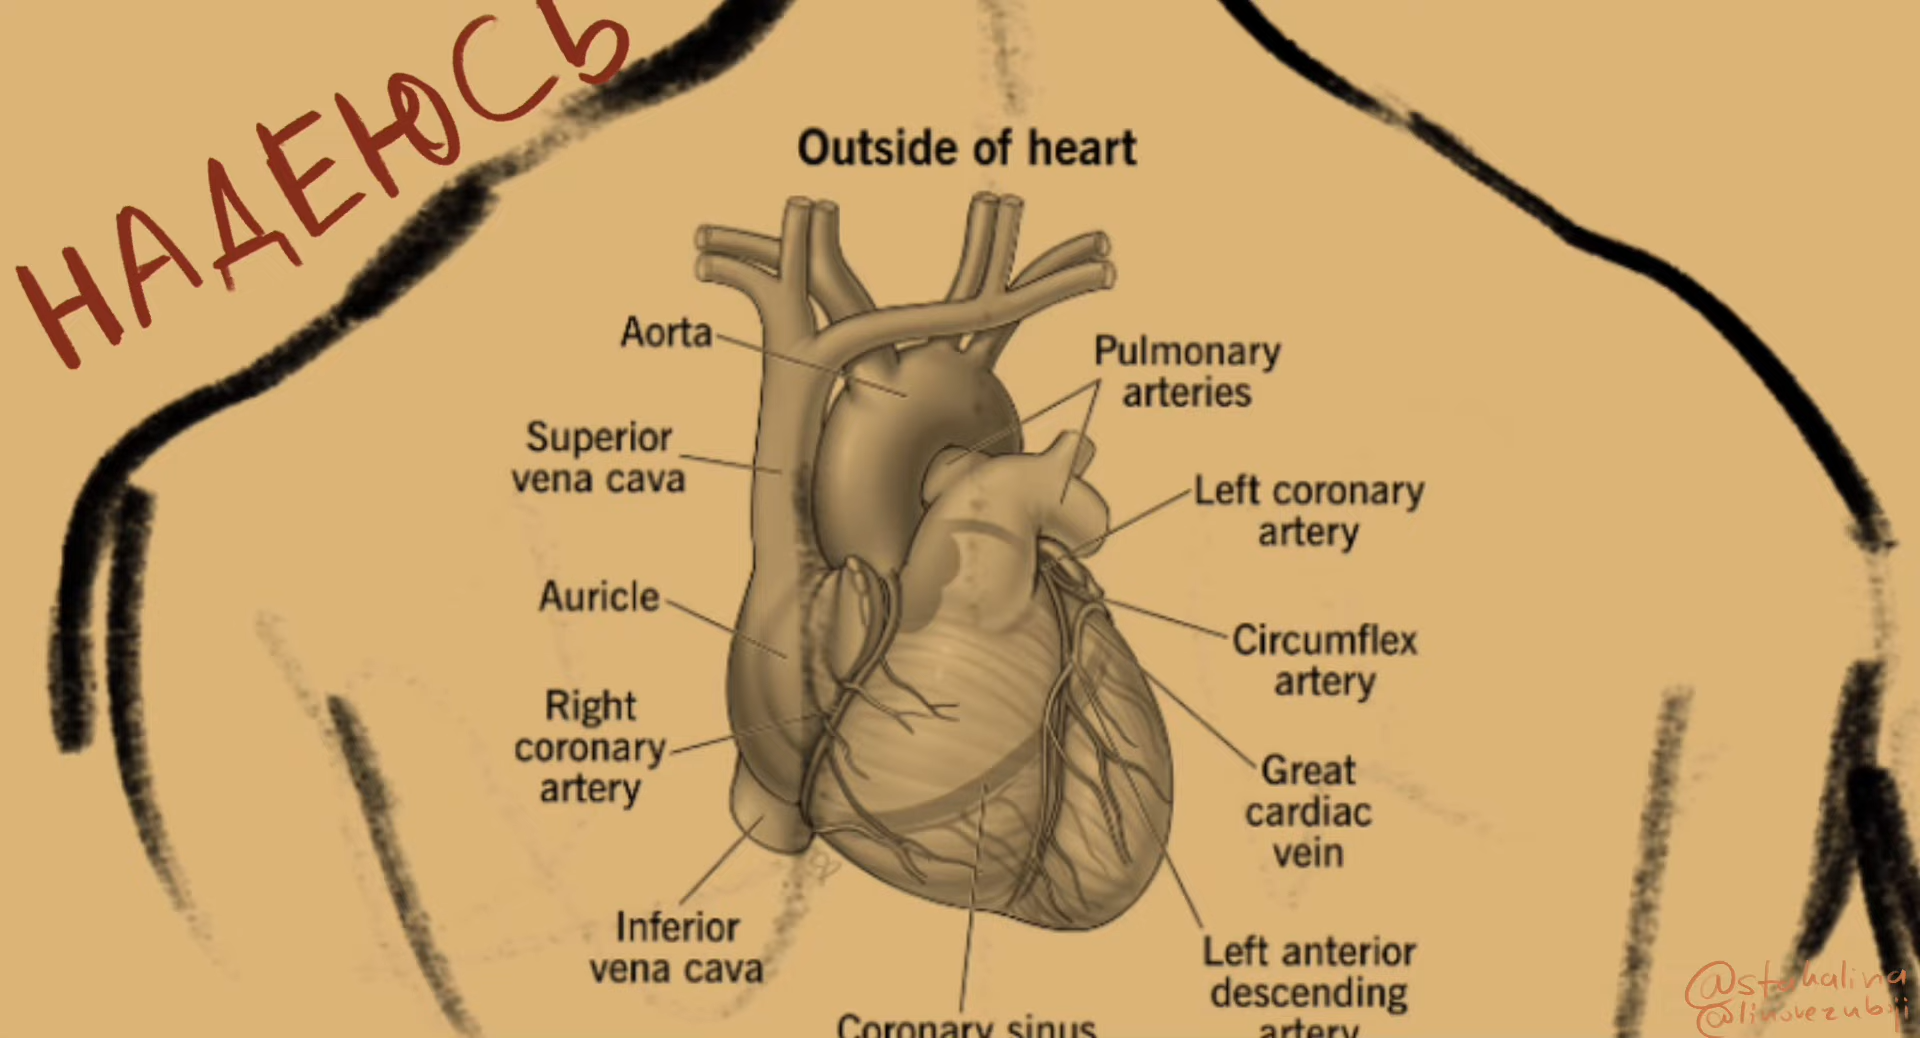 НАДЕЮСЬ
Outside of heart
Aorta
Pulmonary
arteries
Superior
vena cava
Left coronary
artery
Auricle
Circumflex
artery
Right
coronary
artery
Great
cardiac
vein
Inferior
vena cava
Left anterior
descending
artery
Coronary sinus